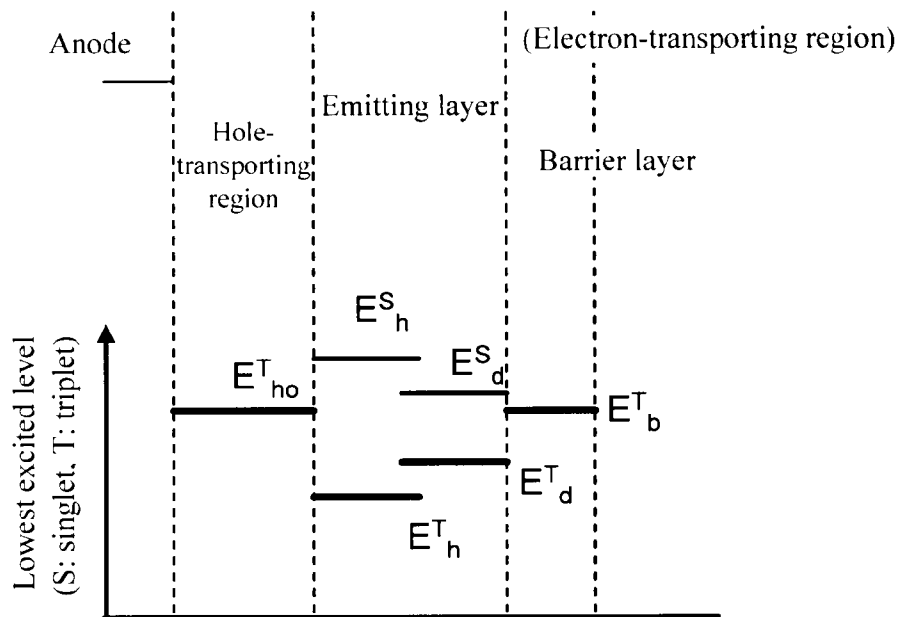 (Electron-transporting region)
Anode
Emitting layer
Hole-
transporting
region
Barrier layer
E^S_h
E^T_ho
E^S_d
E^T_b
E^T_d
E^T_h
Lowest excited level
(S: singlet, T: triplet)